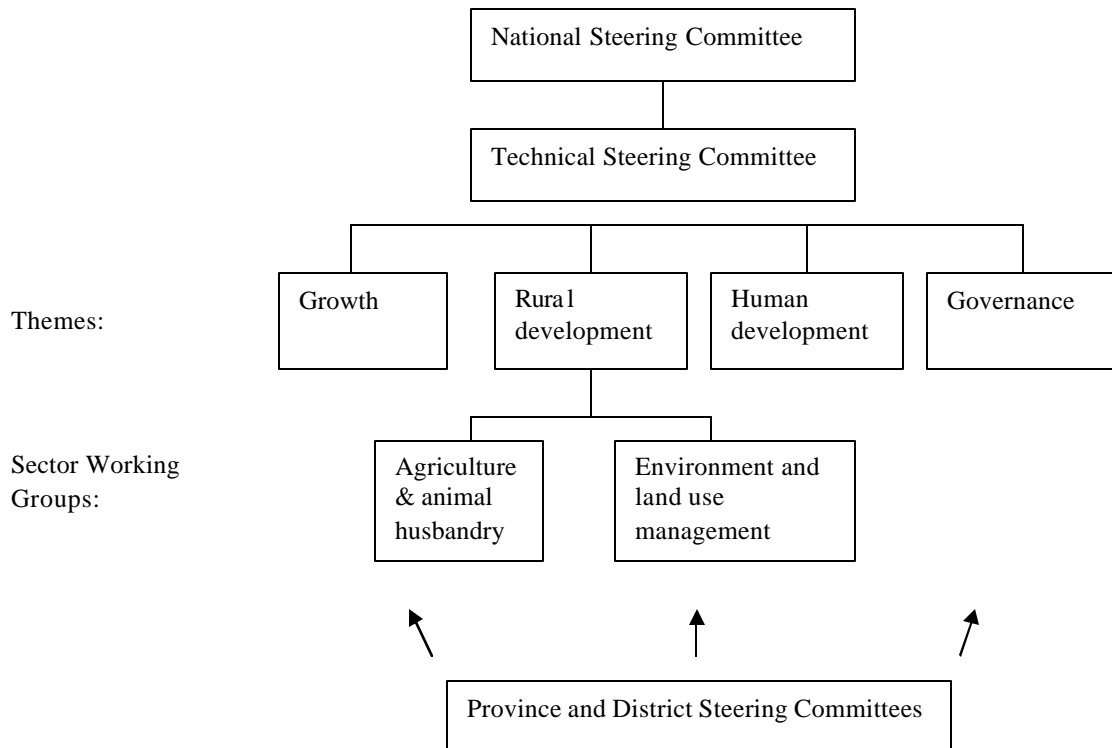 National Steering Committee
Technical Steering Committee
Themes:
Growth
Rural
development
Human
development
Governance
Sector Working
Groups:
Agriculture
& animal
husbandry
Environment and
land use
management
Province and District Steering Committees